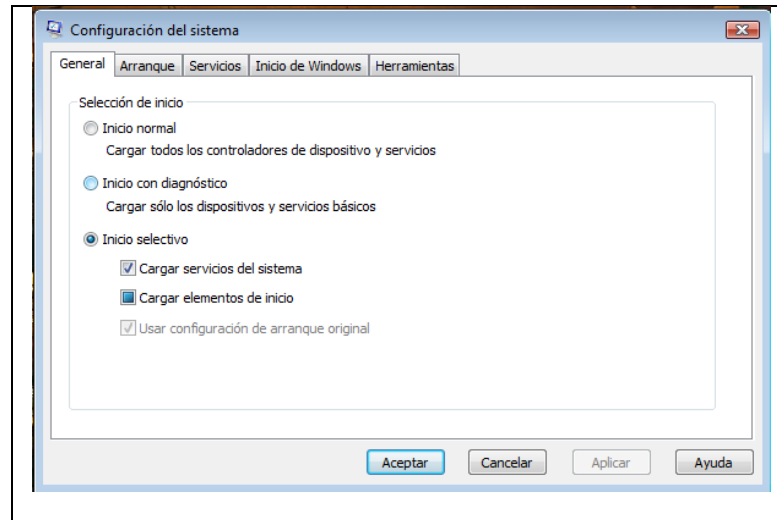 Configuración del sistema
General Arranque Servicios Inicio de Windows Herramientas
Selección de inicio
Inicio normal
Cargar todos los controladores de dispositivo y servicios
Inicio con diagnóstico
Cargar sólo los dispositivos y servicios básicos
Inicio selectivo
Cargar servicios del sistema
Cargar elementos de inicio
Usar configuración de arranque original
Aceptar Cancelar Aplicar Ayuda